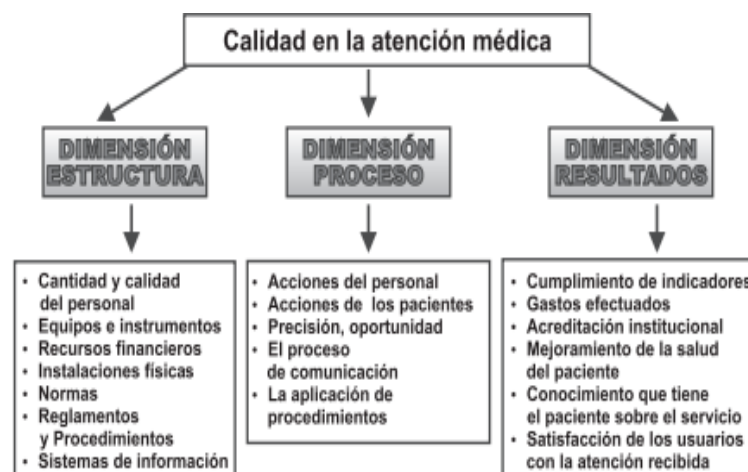 Calidad en la atención médica
DIMENSIÓN
ESTRUCTURA
DIMENSIÓN
PROCESO
DIMENSIÓN
RESULTADOS
• Cantidad y calidad
del personal
• Equipos e instrumentos
• Recursos financieros
• Instalaciones físicas
• Normas
• Reglamentos
y Procedimientos
• Sistemas de información
• Acciones del personal
• Acciones de los pacientes
• Precisión, oportunidad
• El proceso
de comunicación
• La aplicación de
procedimientos
• Cumplimiento de indicadores
• Gastos efectuados
• Acreditación institucional
• Mejoramiento de la salud
del paciente
• Conocimiento que tiene
el paciente sobre el servicio
• Satisfacción de los usuarios
con la atención recibida